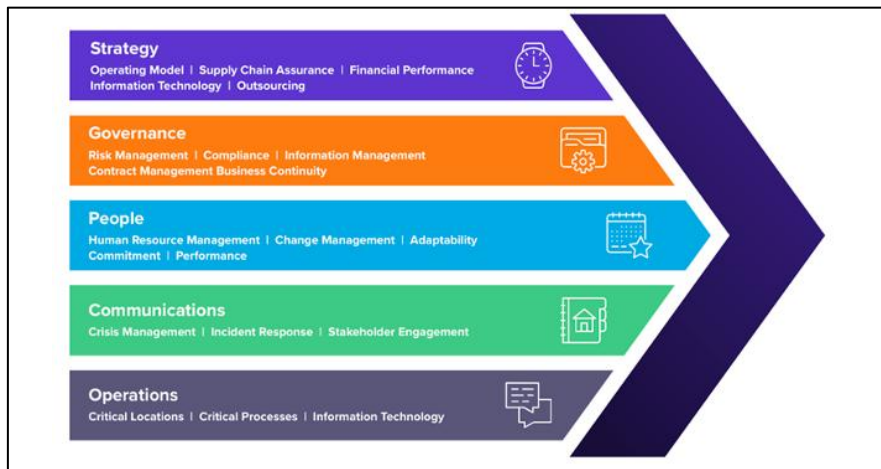 Strategy
Operating Model | Supply Chain Assurance | Financial Performance
Information Technology | Outsourcing
Governance
Risk Management | Compliance | Information Management
Contract Management Business Continuity
People
Human Resource Management | Change Management | Adaptability
Commitment | Performance
Communications
Crisis Management | Incident Response | Stakeholder Engagement
Operations
Critical Locations | Critical Processes | Information Technology